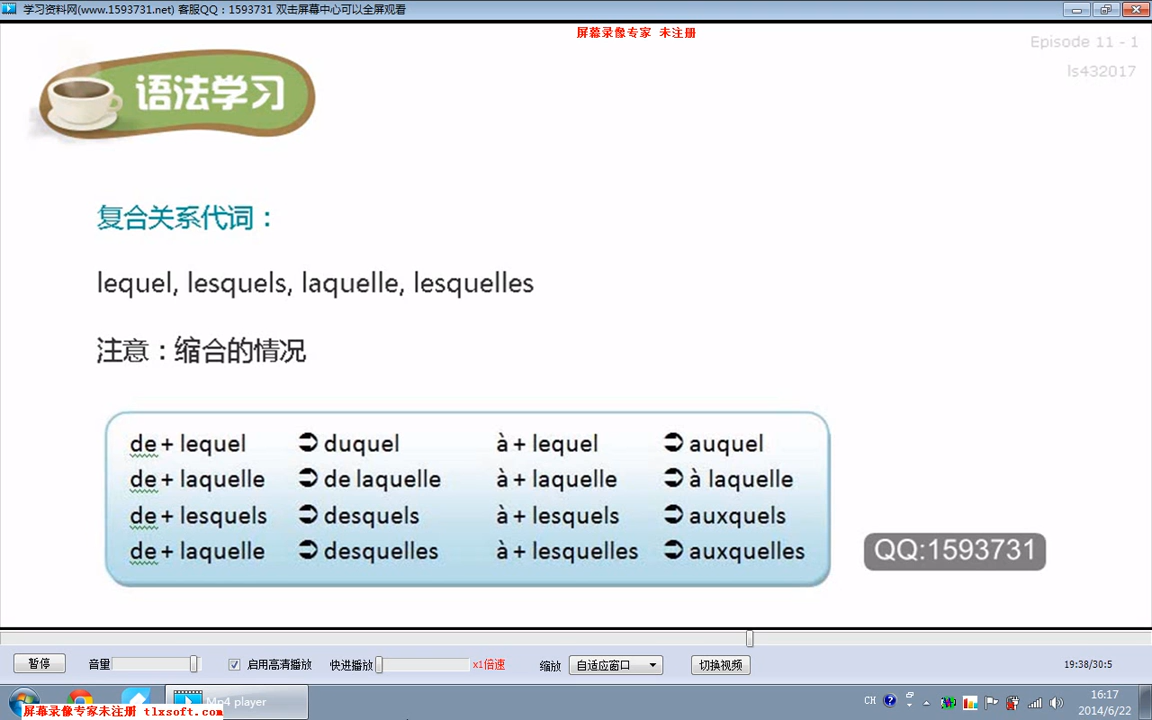 学习资料网(www.1593731.net) 客服QQ：1593731 双击屏幕中心可以全屏观看
屏幕录像专家 未注册
Episode 11 - 1
ls432017
语法学习
复合关系代词：
lequel, lesquels, laquelle, lesquelles
注意：缩合的情况
de + lequel ➲ duquel à + lequel ➲ auquel
de + laquelle ➲ de laquelle à + laquelle ➲ à laquelle
de + lesquels ➲ desquels à + lesquels ➲ auxquels
de + laquelle ➲ desquelles à + lesquelles ➲ auxquelles
QQ:1593731
暂停 音量 启用高清播放 快进播放 x1倍速 缩放 自适应窗口 切换视频 19:38/30:5
Mp4 player
CH
16:17
2014/6/22
屏幕录像专家未注册 tlxsoft.com